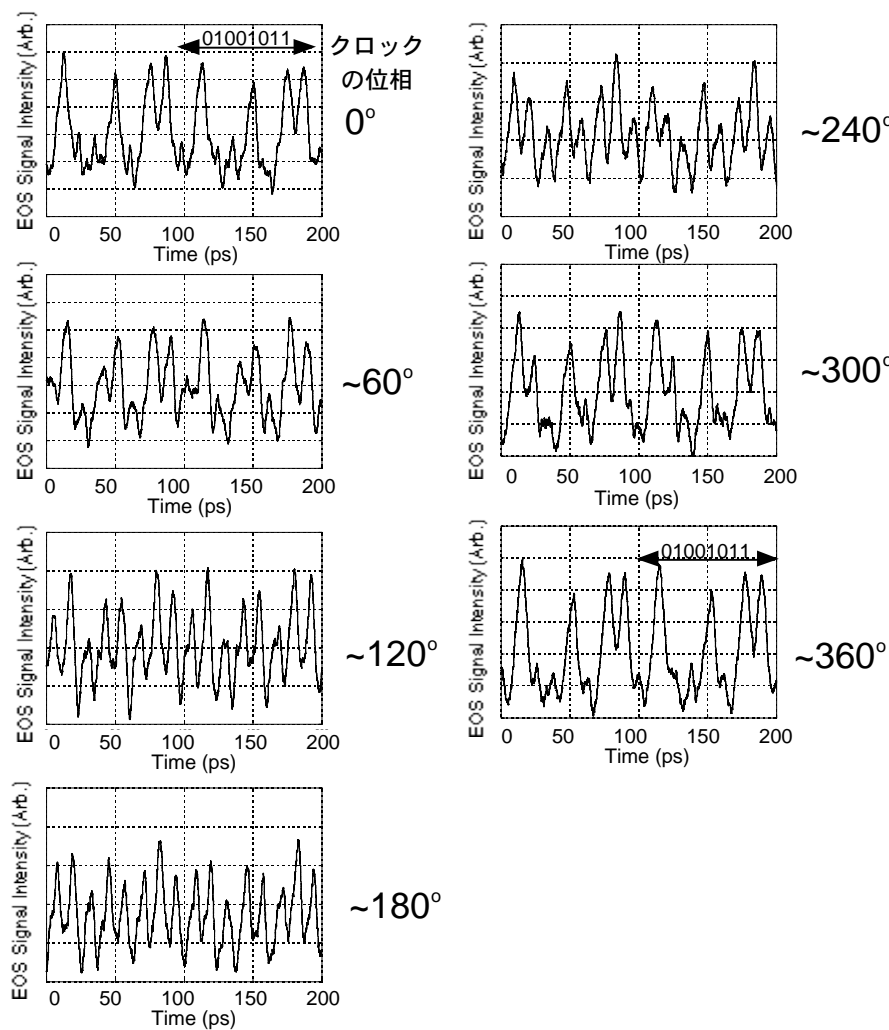 EOS Signal Intensity (Arb.)
01001011
クロック
の位相
0°
0 50 100 150 200
Time (ps)
EOS Signal Intensity (Arb.)
~60°
0 50 100 150 200
Time (ps)
EOS Signal Intensity (Arb.)
~120°
0 50 100 150 200
Time (ps)
EOS Signal Intensity (Arb.)
~180°
0 50 100 150 200
Time (ps)
EOS Signal Intensity (Arb.)
~240°
0 50 100 150 200
Time (ps)
EOS Signal Intensity (Arb.)
~300°
0 50 100 150 200
Time (ps)
EOS Signal Intensity (Arb.)
01001011
~360°
0 50 100 150 200
Time (ps)